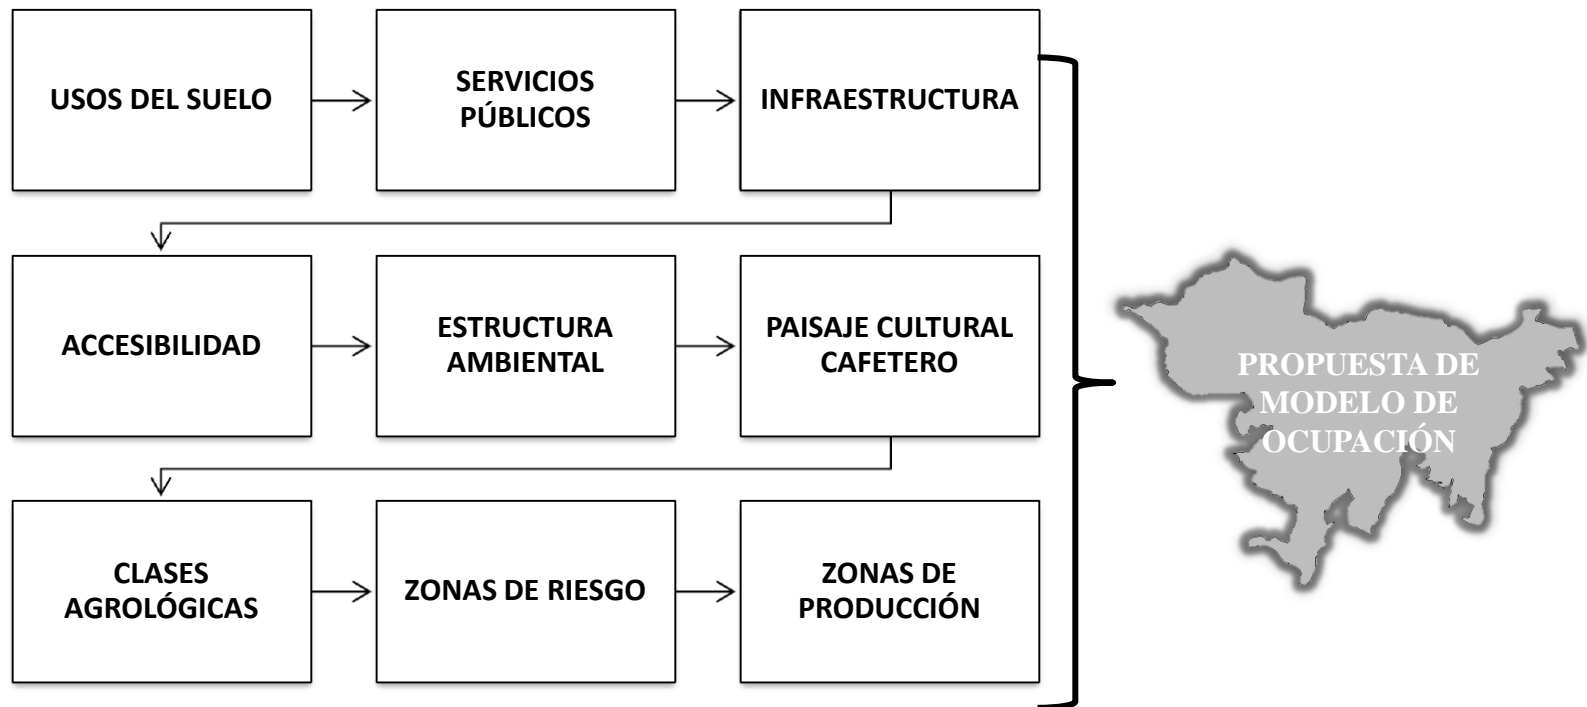 USOS DEL SUELO
SERVICIOS
PÚBLICOS
INFRAESTRUCTURA
ACCESIBILIDAD
ESTRUCTURA
AMBIENTAL
PAISAJE CULTURAL
CAFETERO
CLASES
AGROLÓGICAS
ZONAS DE RIESGO
ZONAS DE
PRODUCCIÓN
PROPUESTA DE
MODELO DE
OCUPACIÓN